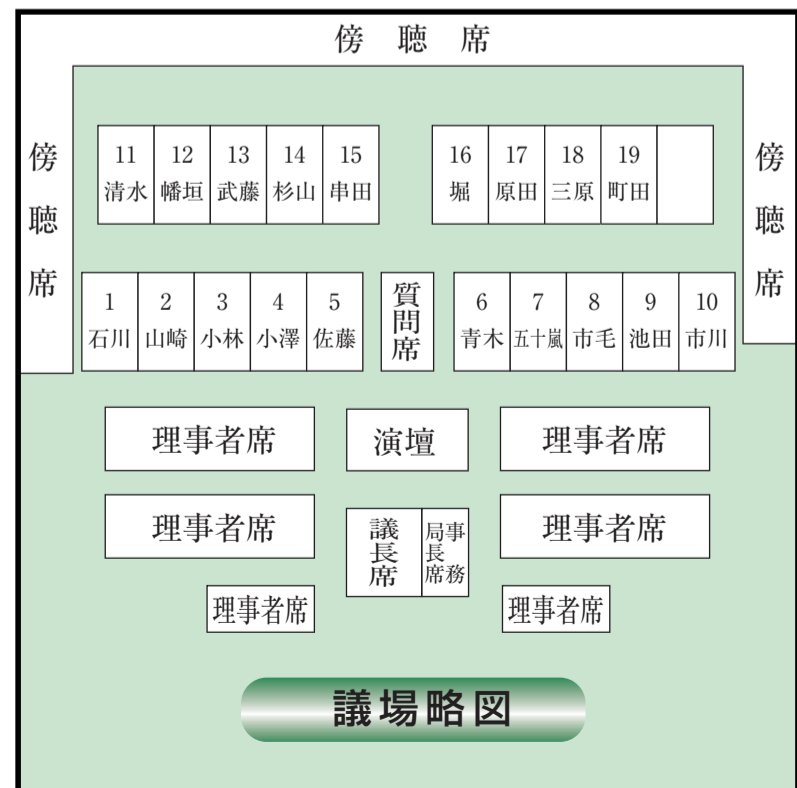 傍聴席
傍聴席
傍聴席
11 12 13 14 15 16 17 18 19
清水 幡垣 武藤 杉山 串田 堀 原田 三原 町田
1 2 3 4 5 6 7 8 9 10
石川 山崎 小林 小澤 佐藤 青木 五十嵐 市毛 池田 市川
質問席
理事者席 演壇 理事者席
理事者席 理事者席
議長席
事務局長席
理事者席 理事者席
議場略図